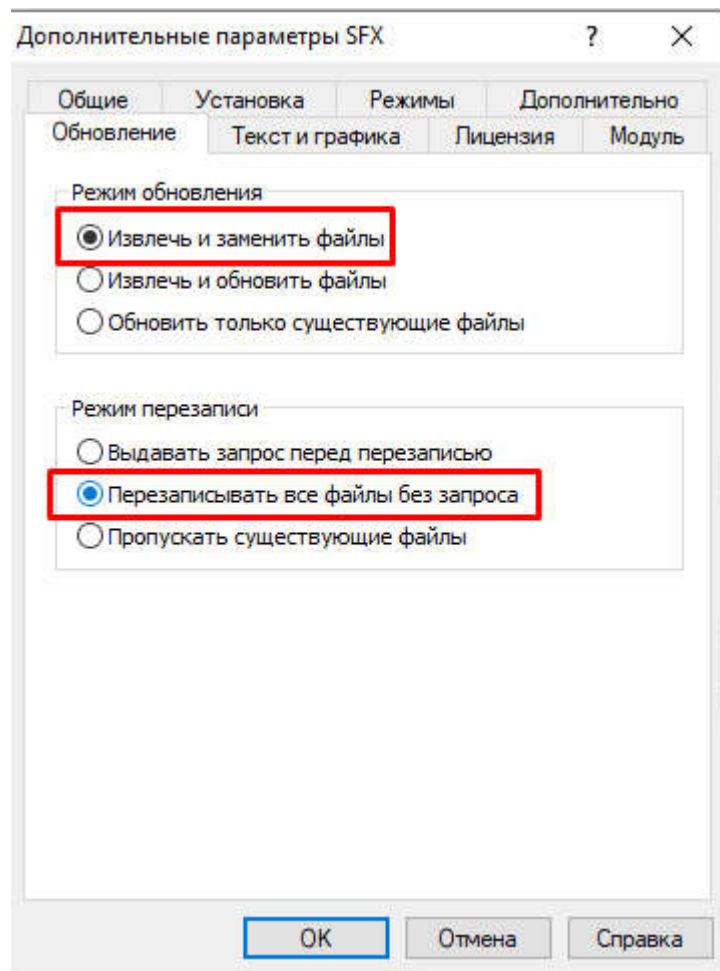 Дополнительные параметры SFX ? ×
Общие Установка Режимы Дополнительно
Обновление Текст и графика Лицензия Модуль
Режим обновления
Извлечь и заменить файлы
Извлечь и обновить файлы
Обновить только существующие файлы
Режим перезаписи
Выдавать запрос перед перезаписью
Перезаписывать все файлы без запроса
Пропускать существующие файлы
ОК Отмена Справка